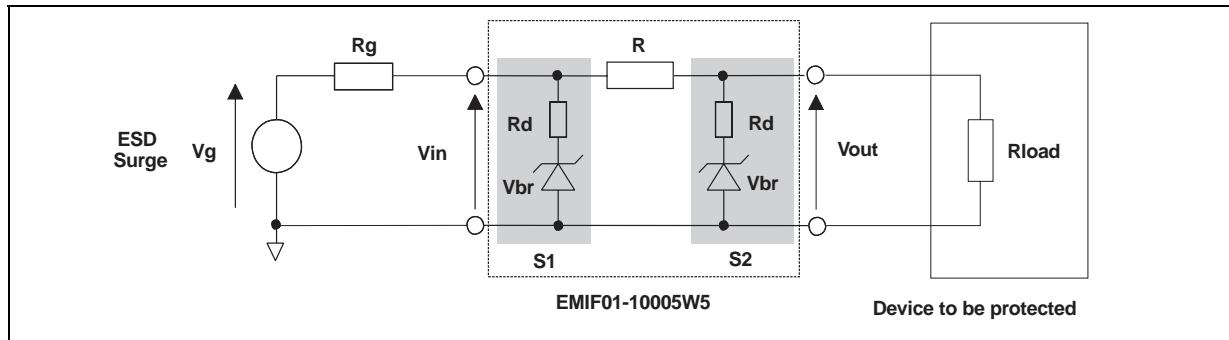 Rg
R
ESD
Surge
Vg
Vin
Rd
Vbr
Rd
Vbr
Vout
Rload
S1
S2
EMIF01-10005W5
Device to be protected